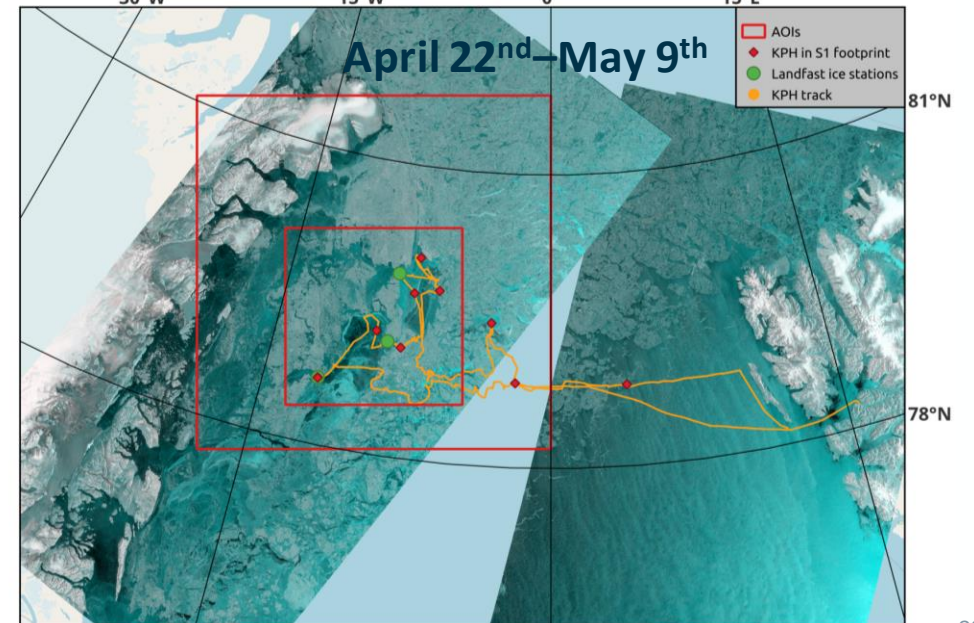 April 22nd–May 9th
AOIs
KPH in S1 footprint
Landfast ice stations
KPH track
81°N
78°N